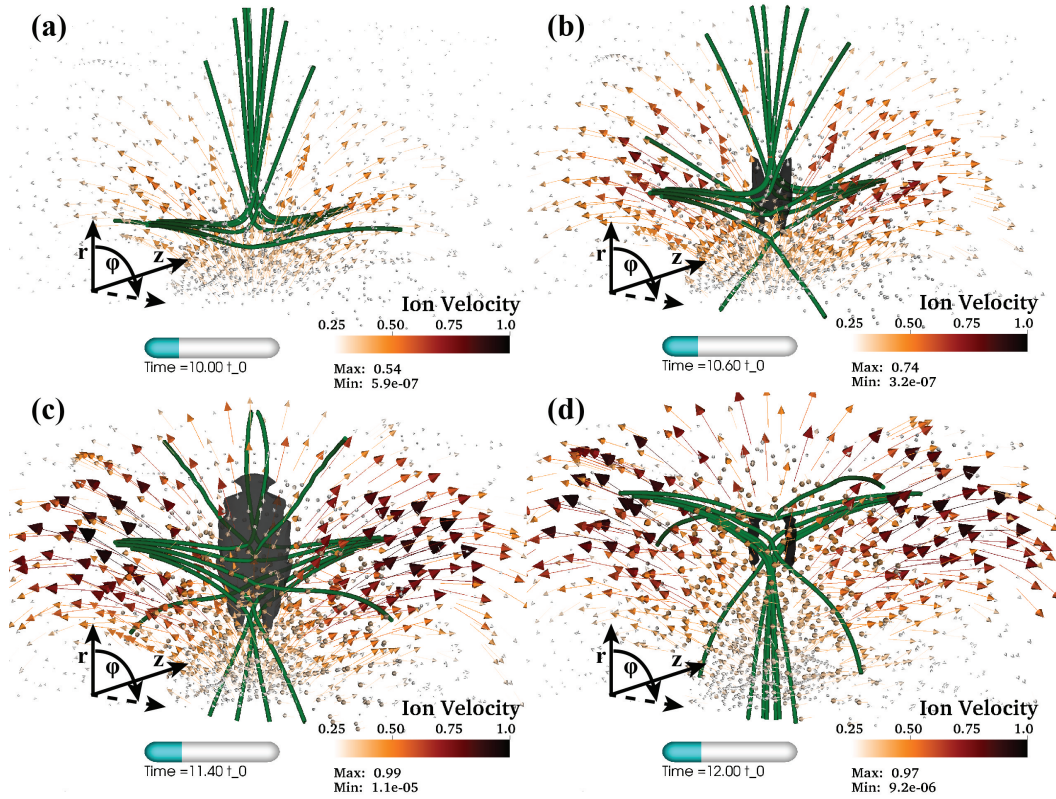 (a)
r
φ
z
Ion Velocity
0.25 0.50 0.75 1.0
Time =10.00 t_0
Max: 0.54
Min: 5.9e-07
(b)
r
φ
z
Ion Velocity
0.25 0.50 0.75 1.0
Time =10.60 t_0
Max: 0.74
Min: 3.2e-07
(c)
r
φ
z
Ion Velocity
0.25 0.50 0.75 1.0
Time =11.40 t_0
Max: 0.99
Min: 1.1e-05
(d)
r
φ
z
Ion Velocity
0.25 0.50 0.75 1.0
Time =12.00 t_0
Max: 0.97
Min: 9.2e-06